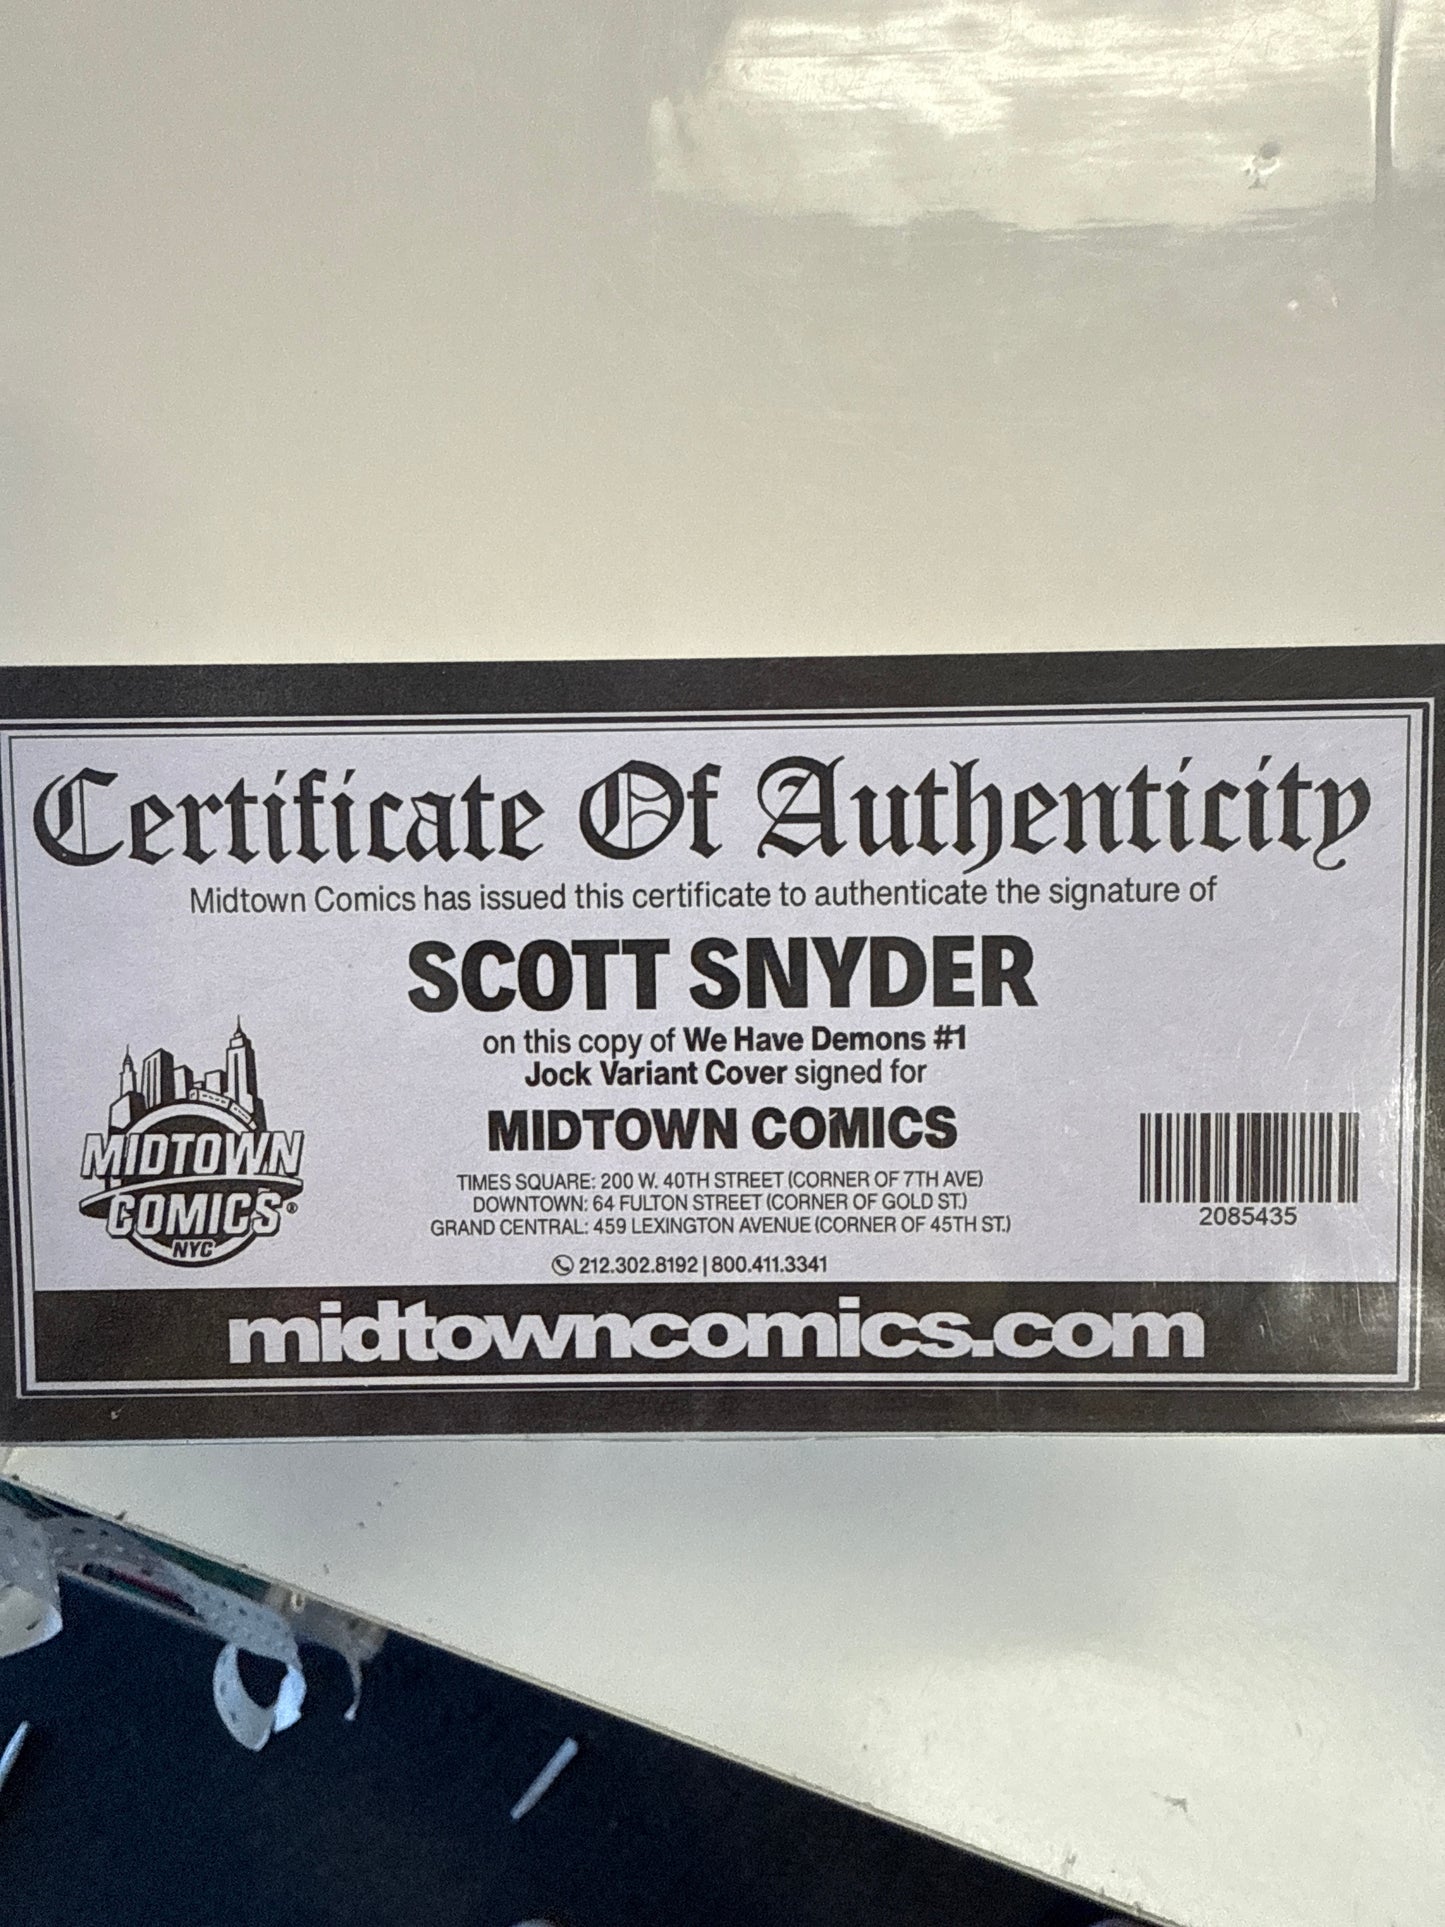 Certificate Of Authenticity
Midtown Comics has issued this certificate to authenticate the signature of
SCOTT SNYDER
on this copy of We Have Demons #1
Jock Variant Cover signed for
MIDTOWN COMICS
TIMES SQUARE: 200 W. 40TH STREET (CORNER OF 7TH AVE)
DOWNTOWN: 64 FULTON STREET (CORNER OF GOLD ST.)
GRAND CENTRAL: 459 LEXINGTON AVENUE (CORNER OF 45TH ST.)
212.302.8192 | 800.411.3341
MIDTOWN
COMICS®
NYC
2085435
midtowncomics.com